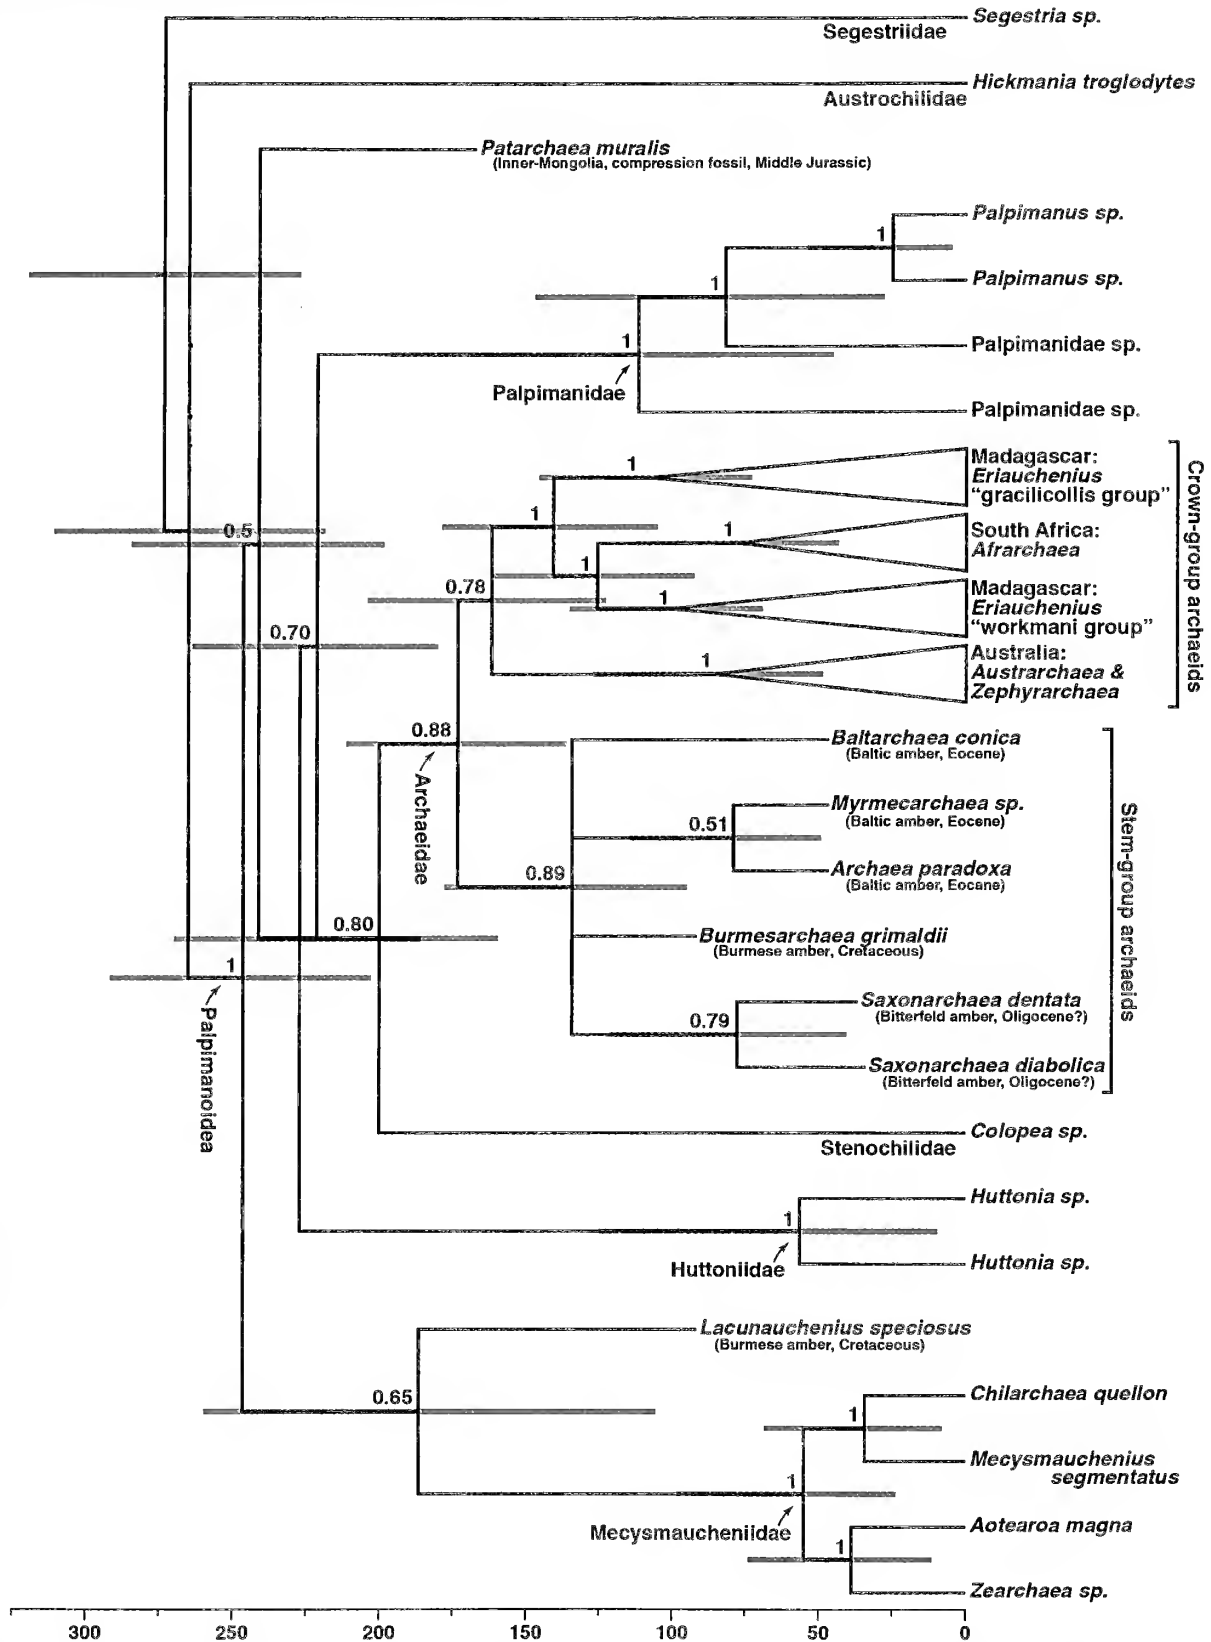 Segestria sp.
Segestriidae
Hickmania troglodytes
Austrochilidae
Patarchaea muralis
(Inner-Mongolia, compression fossil, Middle Jurassic)
Palpimanus sp.
1
Palpimanus sp.
1
Palpimanidae sp.
1
Palpimanidae
Palpimanidae sp.
Madagascar:
1
Eriauchenius
"gracilicollis group"
1
South Africa:
1
Afrarchaea
0.5
1
Madagascar:
0.78
1
Eriauchenius
"workmani group"
0.70
Australia:
1
Austrarchaea &
Zephyrarchaea
Crown-group archaeids
0.88
Archaeidae
Baltarchaea conica
(Baltic amber, Eocene)
Myrmecarchaea sp.
(Baltic amber, Eocene)
0.51
Archaea paradoxa
(Baltic amber, Eocane)
0.89
0.80
Burmesarchaea grimaldii
(Burmese amber, Cretaceous)
Stem-group archaeids
1
Palpimanoidea
Saxonarchaea dentata
(Bitterfeld amber, Oligocene?)
0.79
Saxonarchaea diabolica
(Bitterfeld amber, Oligocene?)
Colopea sp.
Stenochilidae
Huttonia sp.
1
Huttoniidae
Huttonia sp.
Lacunauchenius speciosus
(Burmese amber, Cretaceous)
0.65
Chilarchaea quellon
1
Mecysmauchenius
segmentatus
1
Mecysmaucheniidae
Aotearoa magna
1
Zearchaea sp.
300 250 200 150 100 50 0